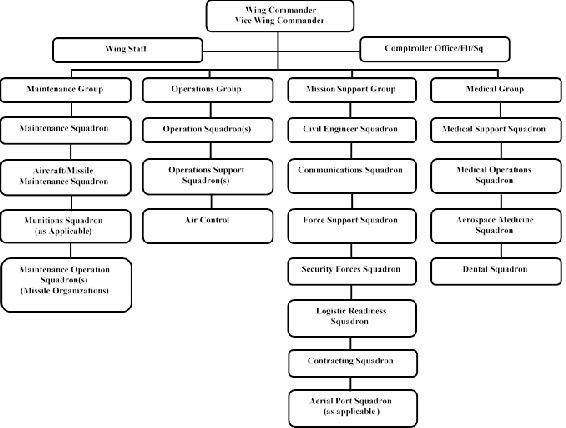 Wing Commander
Vice Wing Commander
Wing Staff
Comptroller Office/Flt/Sq
Maintenance Group
Operations Group
Mission Support Group
Medical Group
Maintenance Squadron
Operation Squadron(s)
Civil Engineer Squadron
Medical Support Squadron
Aircraft/Missile
Maintenance Squadron
Operations Support
Squadron(s)
Communications Squadron
Medical Operations
Squadron
Munitions Squadron
(as Applicable)
Air Control
Force Support Squadron
Aerospace Medicine
Squadron
Maintenance Operation
Squadron(s)
(Missile Organizations)
Security Forces Squadron
Dental Squadron
Logistic Readiness
Squadron
Contracting Squadron
Aerial Port Squadron
(as applicable)